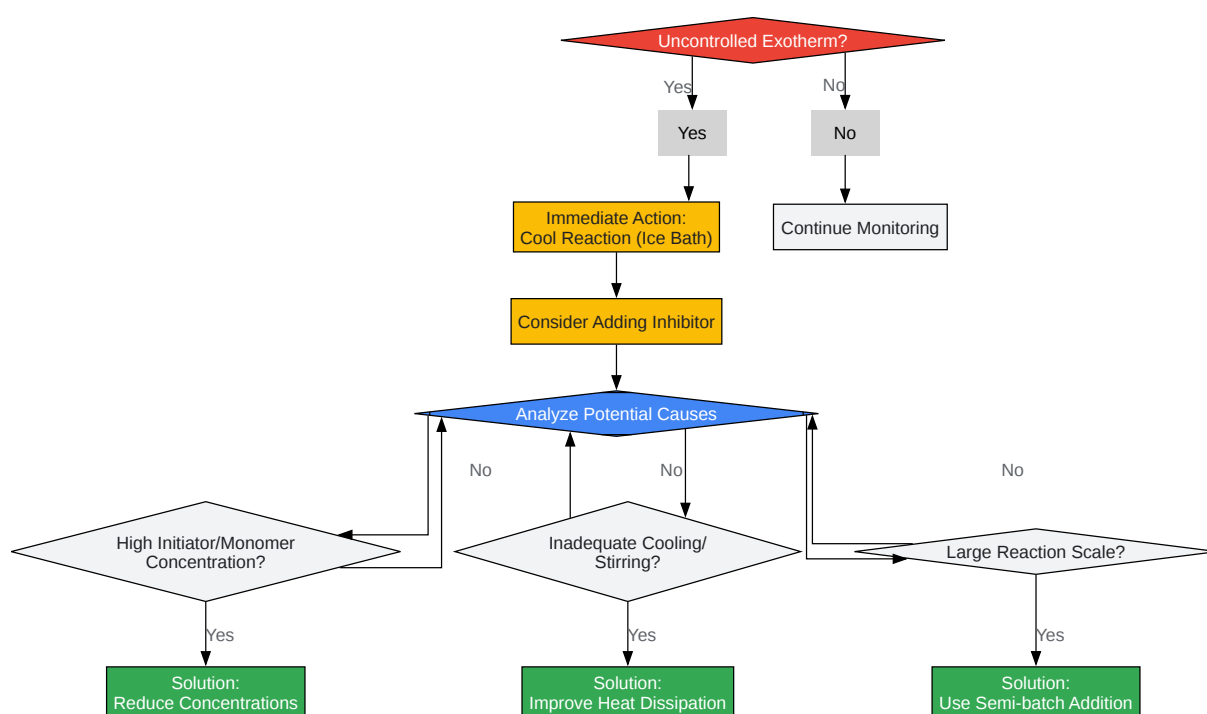 Uncontrolled Exotherm?
Yes
No
Yes
No
Immediate Action:
Cool Reaction (Ice Bath)
Continue Monitoring
Consider Adding Inhibitor
Analyze Potential Causes
No
No
No
High Initiator/Monomer
Concentration?
Inadequate Cooling/
Stirring?
Large Reaction Scale?
Yes
Yes
Yes
Solution:
Reduce Concentrations
Solution:
Improve Heat Dissipation
Solution:
Use Semi-batch Addition